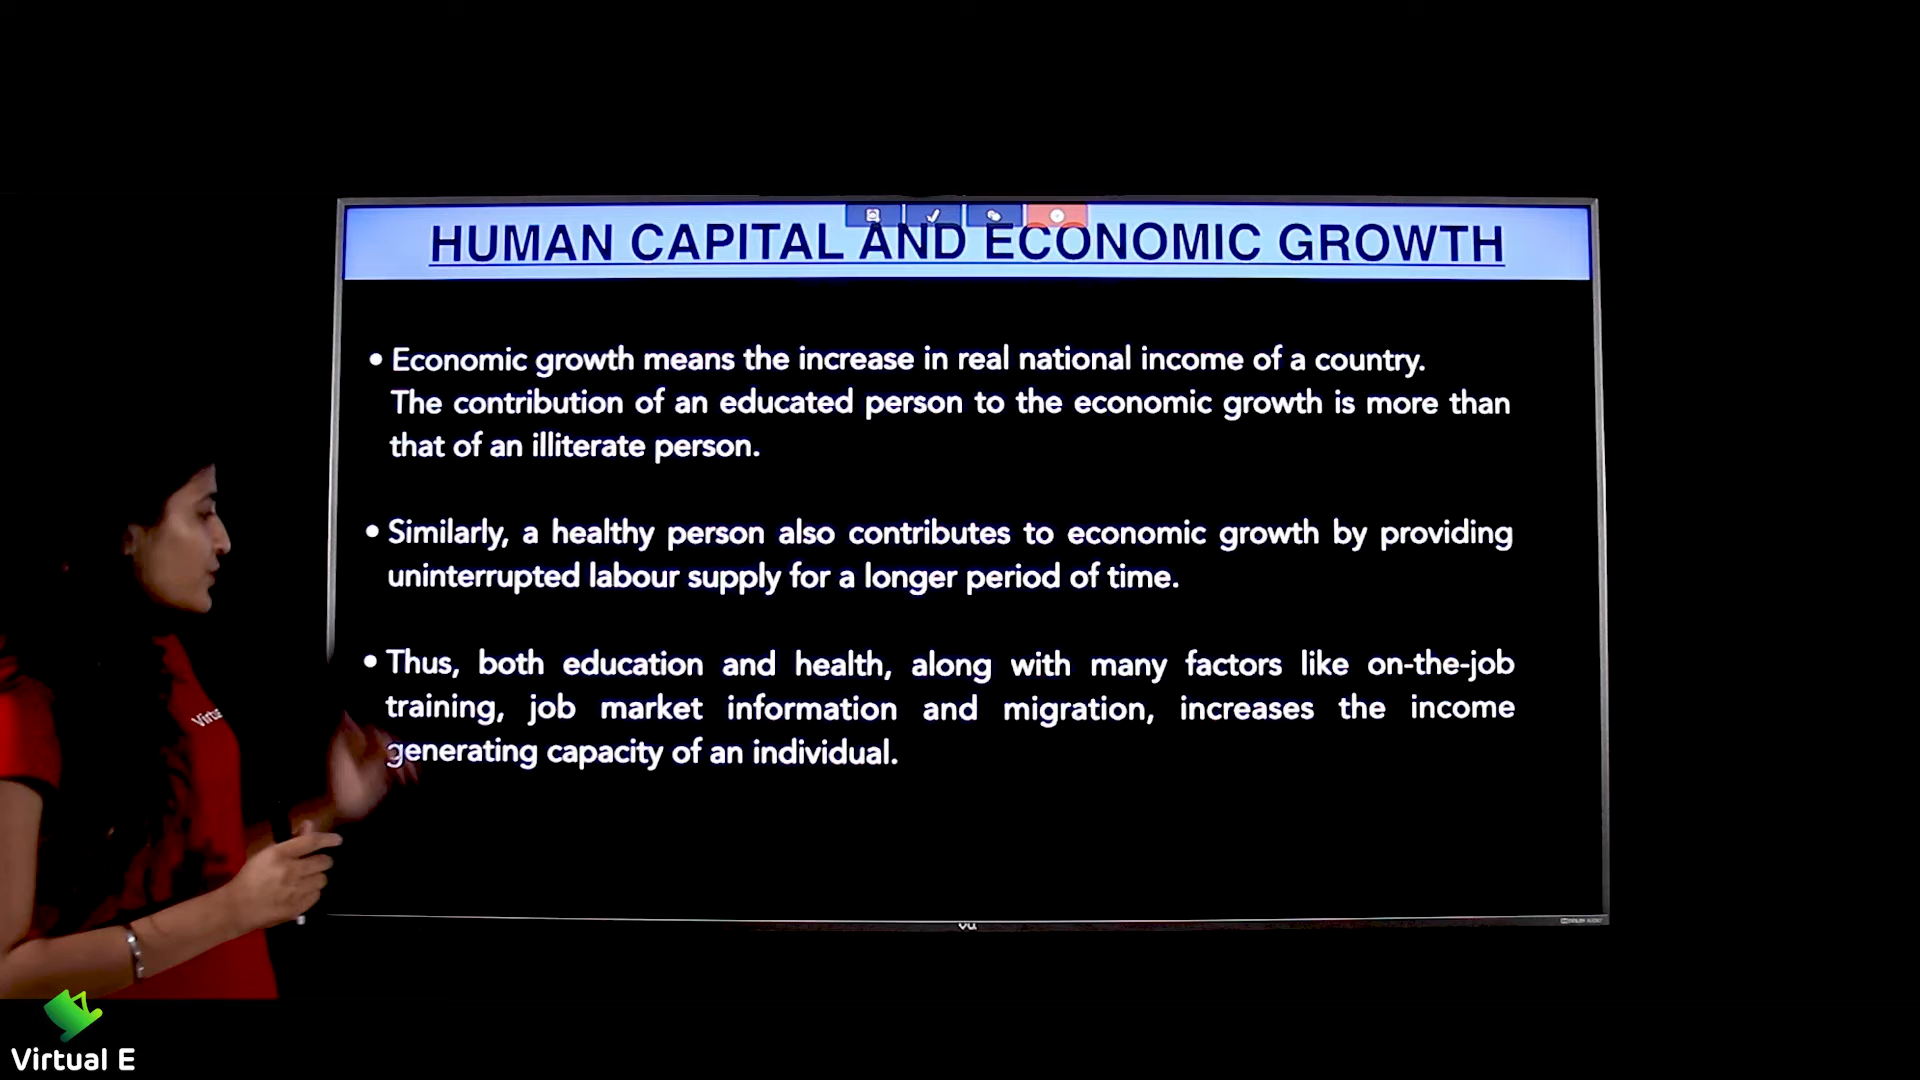 HUMAN CAPITAL AND ECONOMIC GROWTH
• Economic growth means the increase in real national income of a country.
The contribution of an educated person to the economic growth is more than
that of an illiterate person.
• Similarly, a healthy person also contributes to economic growth by providing
uninterrupted labour supply for a longer period of time.
• Thus, both education and health, along with many factors like on-the-job
training, job market information and migration, increases the income
generating capacity of an individual.
Virtua
vu
Virtual E